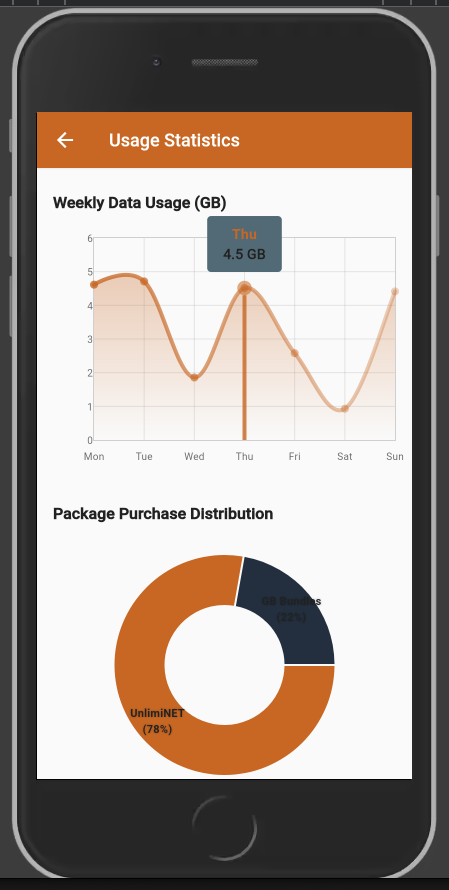 Usage Statistics
Weekly Data Usage (GB)
Thu
4.5 GB
6
5
4
3
2
1
0
Mon Tue Wed Thu Fri Sat Sun
Package Purchase Distribution
GB Bundles
(22%)
UnlimiNET
(78%)